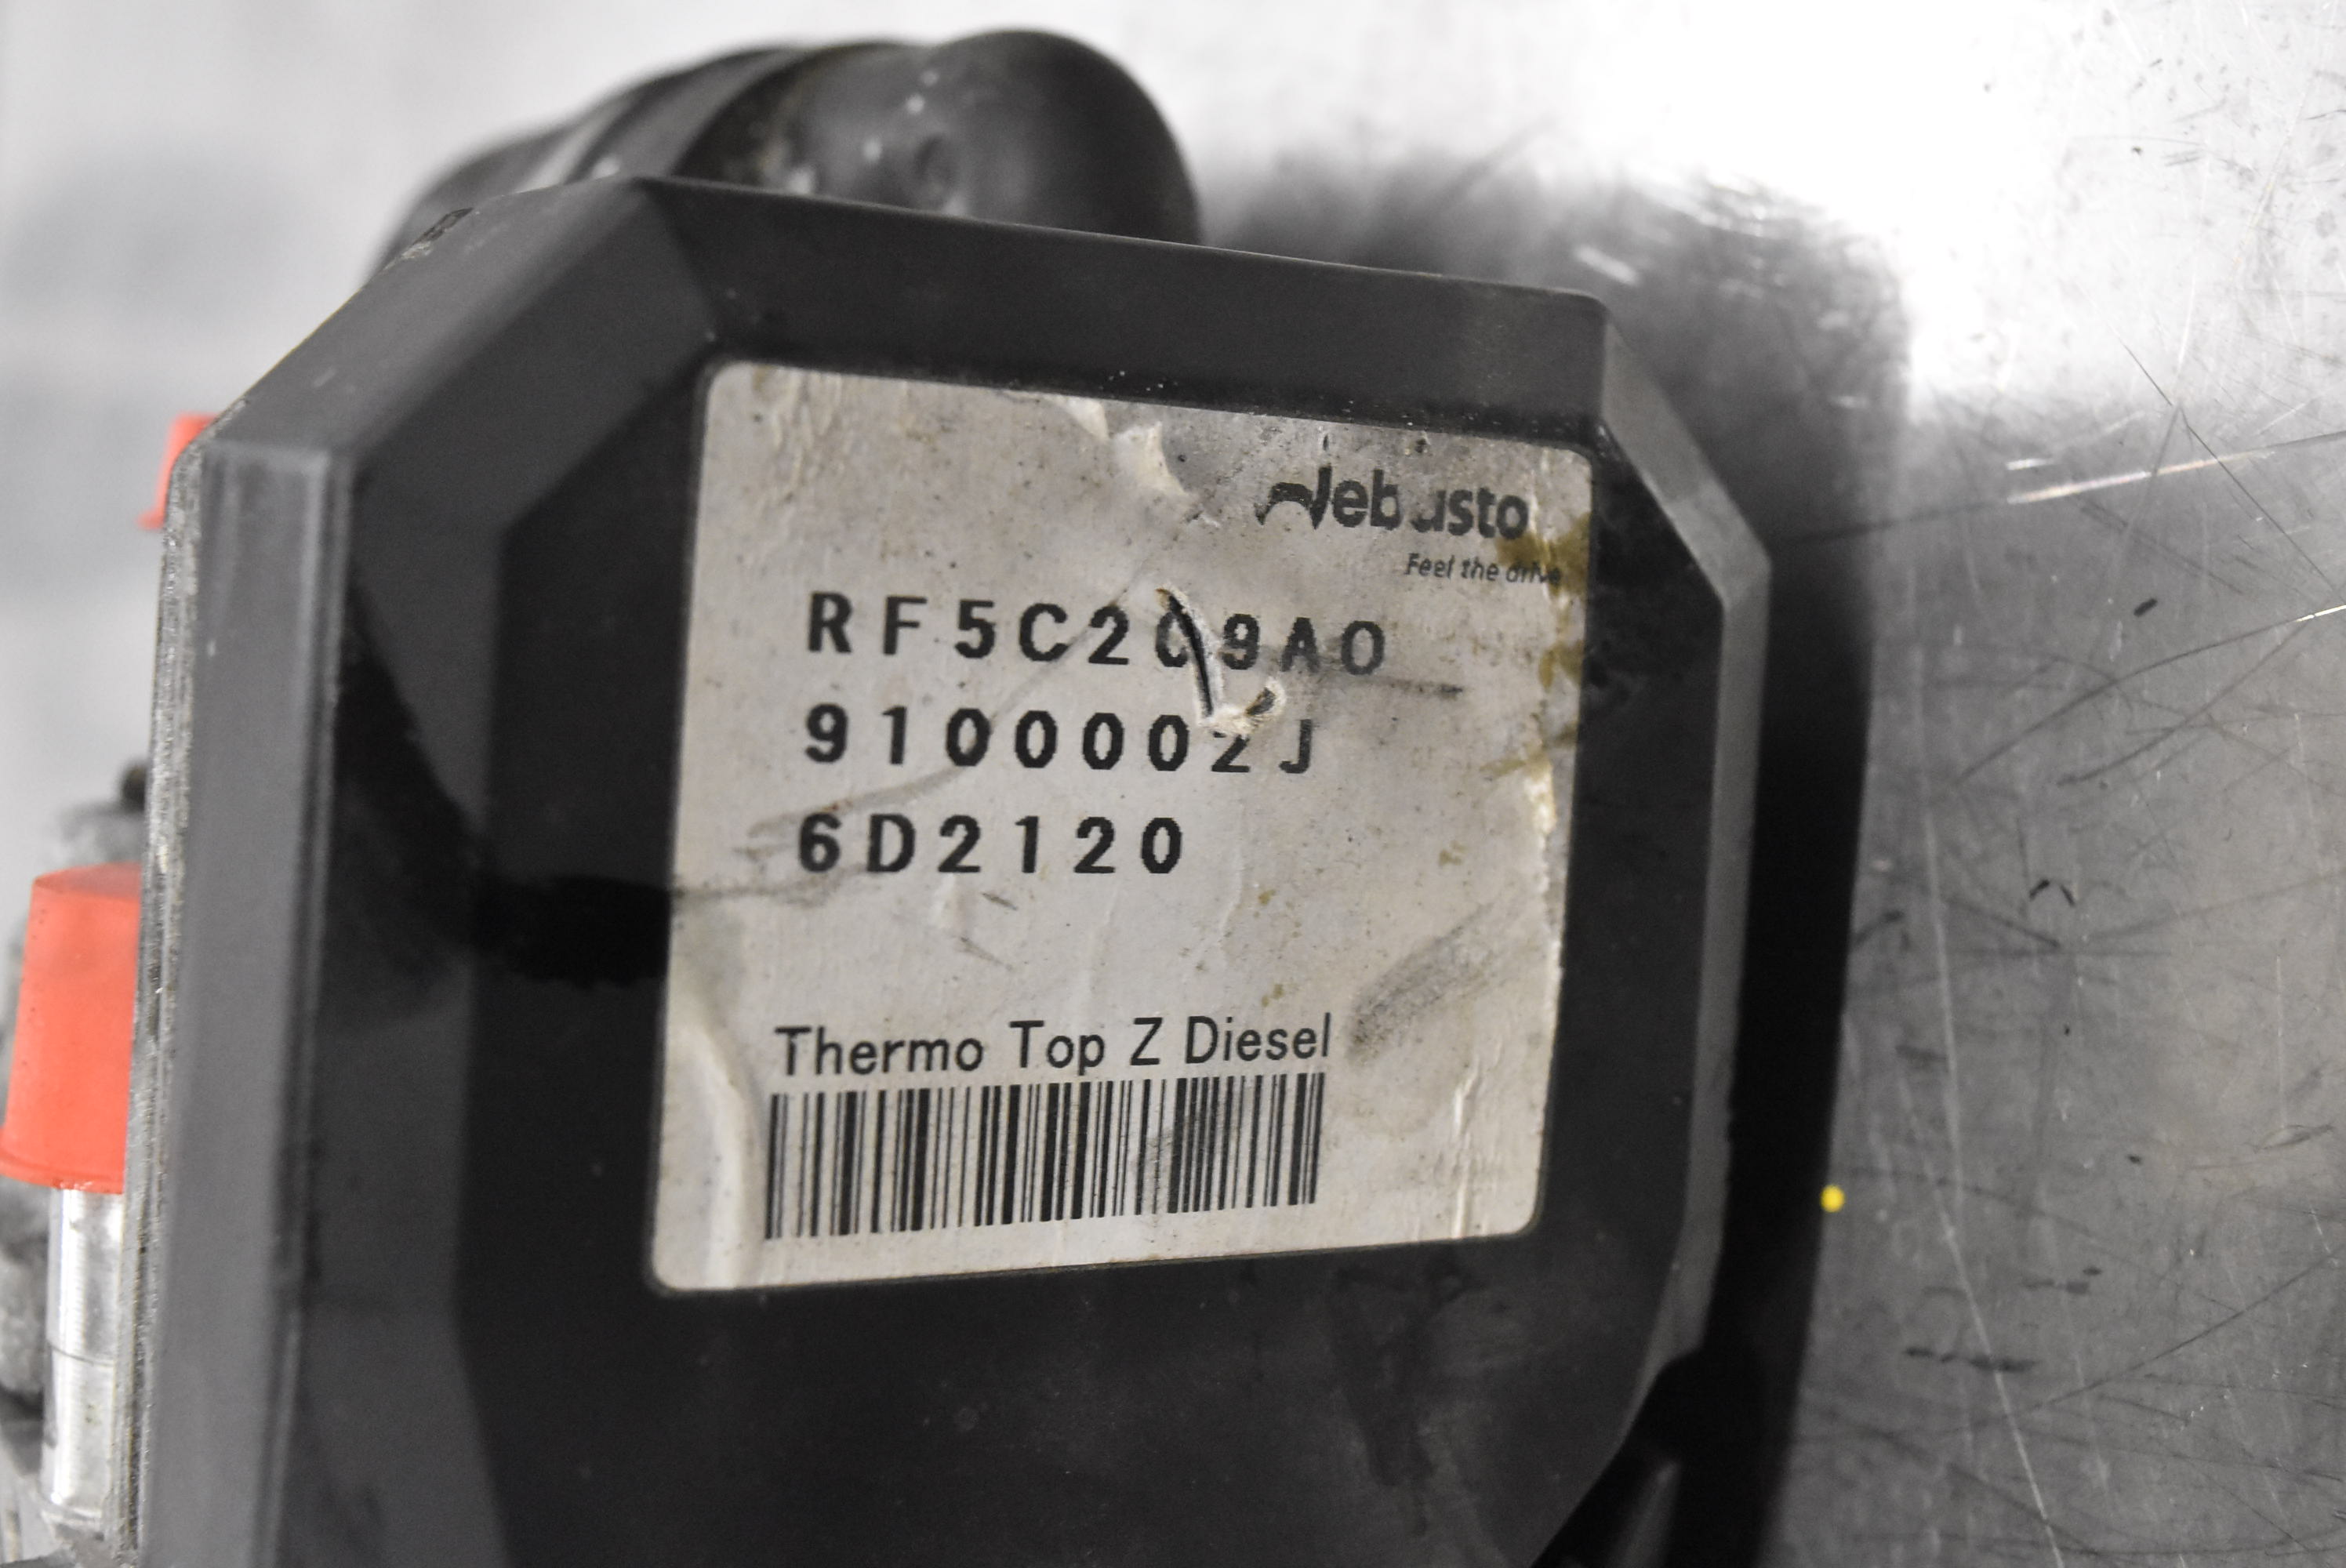 Webasto
Feel the drive
RF5C209A0
9100002J
6D2120
Thermo Top Z Diesel